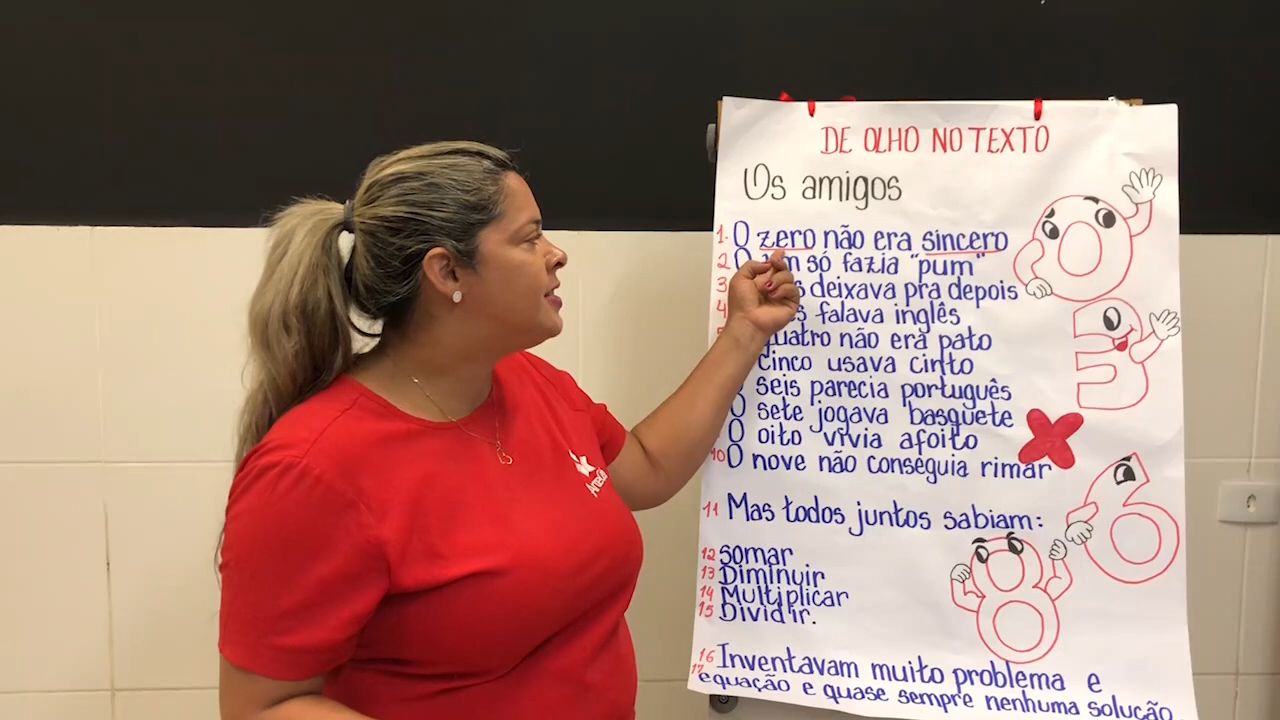 DE OLHO NO TEXTO
Os amigos
1. O zero não era sincero
2 O só fazia "pum"
3 deixava pra depois
4 falava inglês
quatro não era pato
cinco usava cinto
seis parecia português
O sete jogava basquete
O oito vivia afoito
10 O nove não conseguia rimar
11 Mas todos juntos sabiam:
12 somar
13 Diminuir
14 Multiplicar
15 Dividir.
16 Inventavam muito problema e
17 equação e quase sempre nenhuma solução